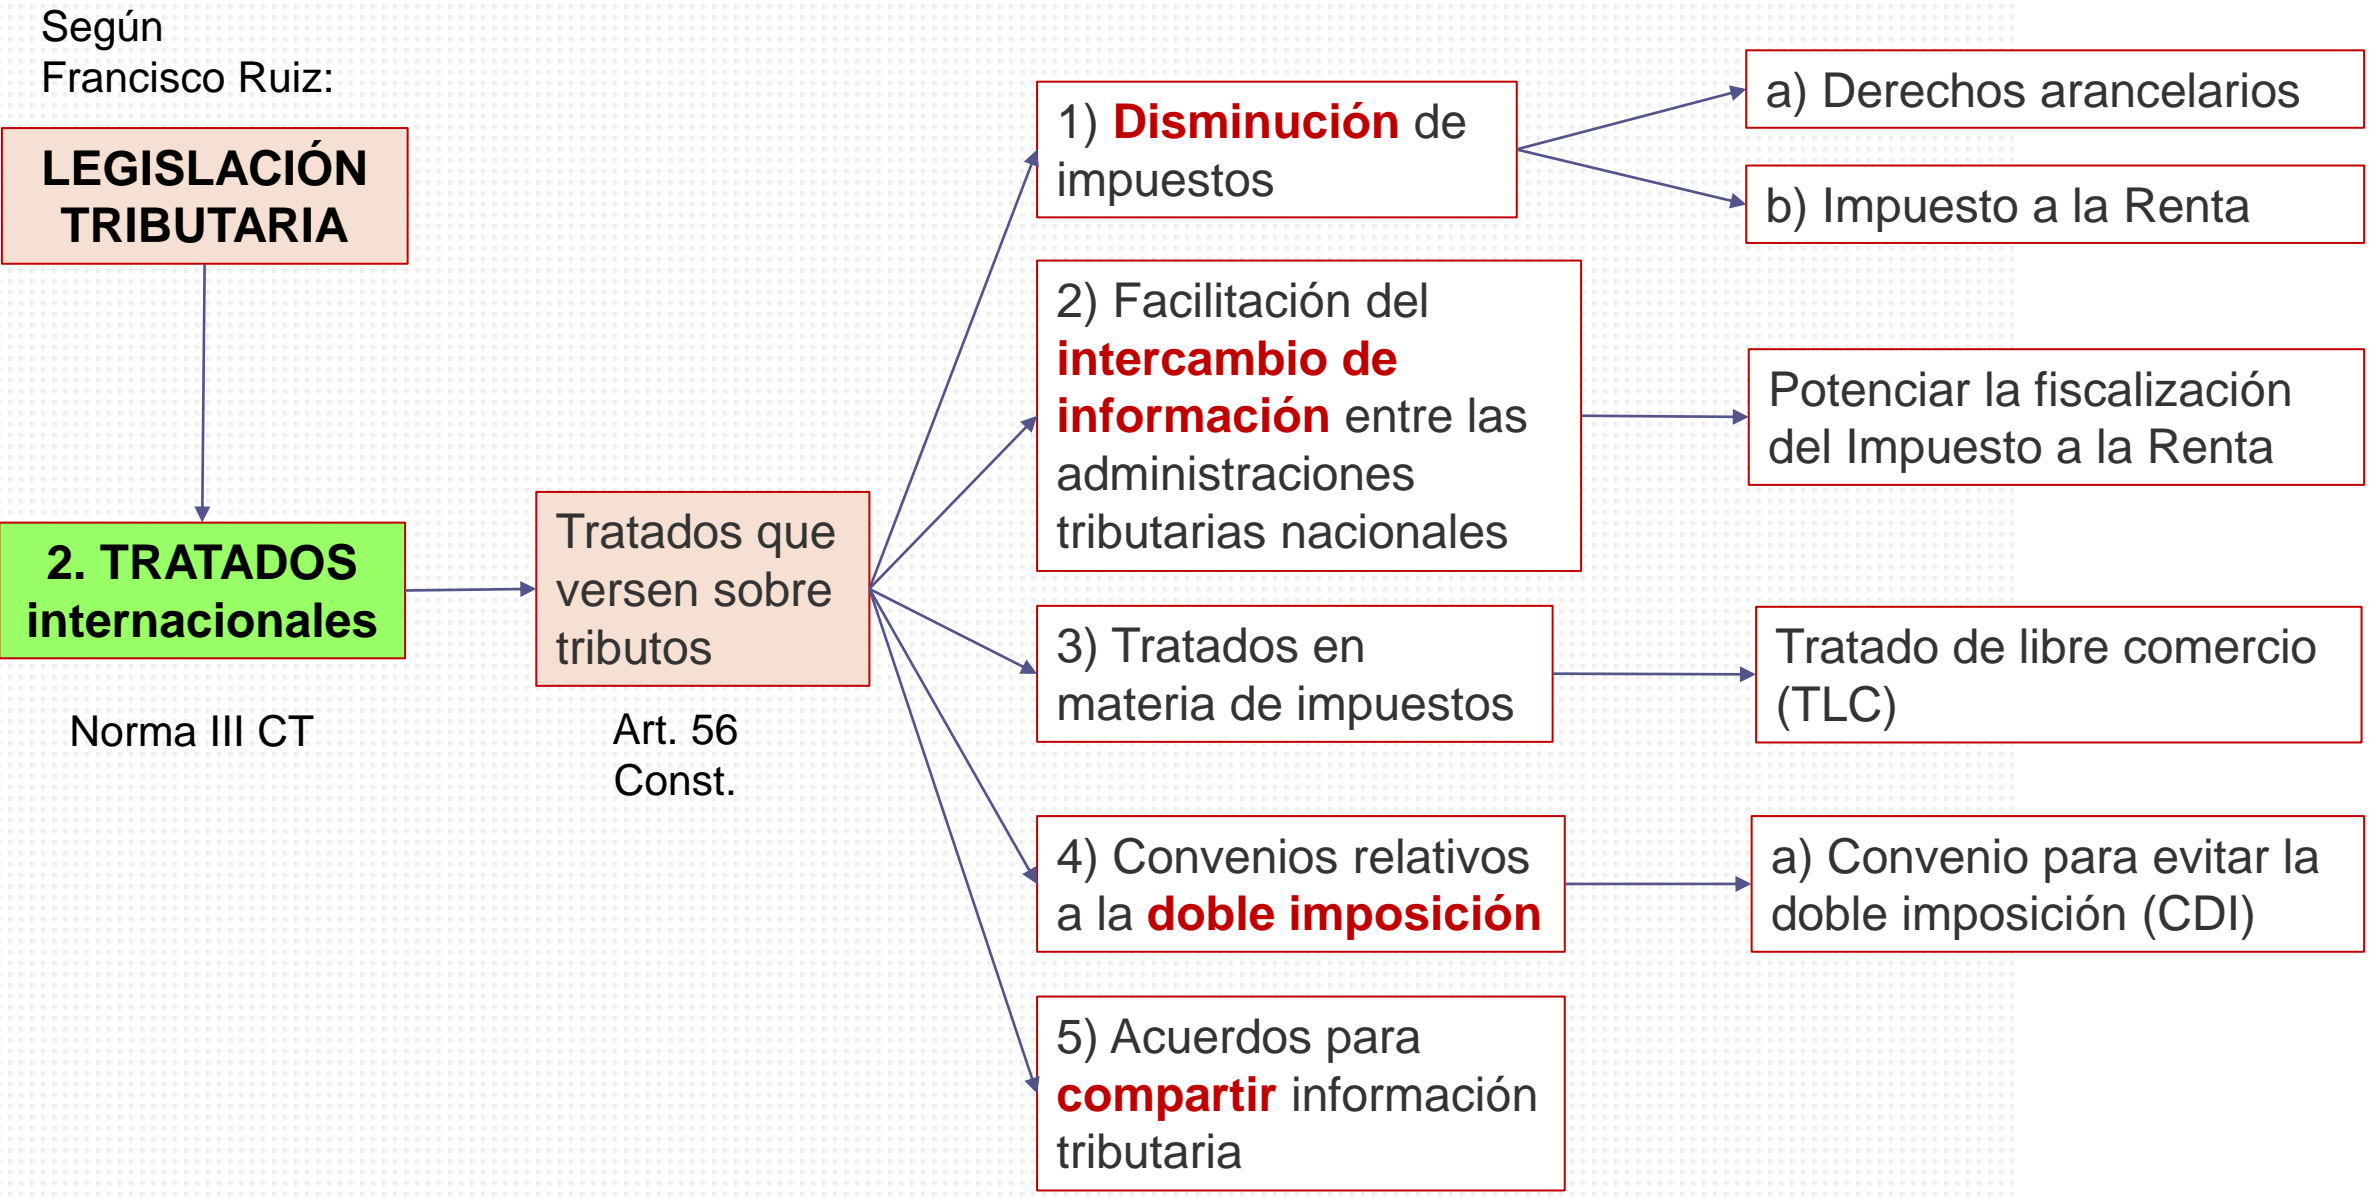 Según
Francisco Ruiz:
LEGISLACIÓN
TRIBUTARIA
2. TRATADOS
internacionales
Norma III CT
Tratados que
versen sobre
tributos
Art. 56
Const.
1) Disminución de
impuestos
a) Derechos arancelarios
b) Impuesto a la Renta
2) Facilitación del
intercambio de
información entre las
administraciones
tributarias nacionales
Potenciar la fiscalización
del Impuesto a la Renta
3) Tratados en
materia de impuestos
Tratado de libre comercio
(TLC)
4) Convenios relativos
a la doble imposición
a) Convenio para evitar la
doble imposición (CDI)
5) Acuerdos para
compartir información
tributaria